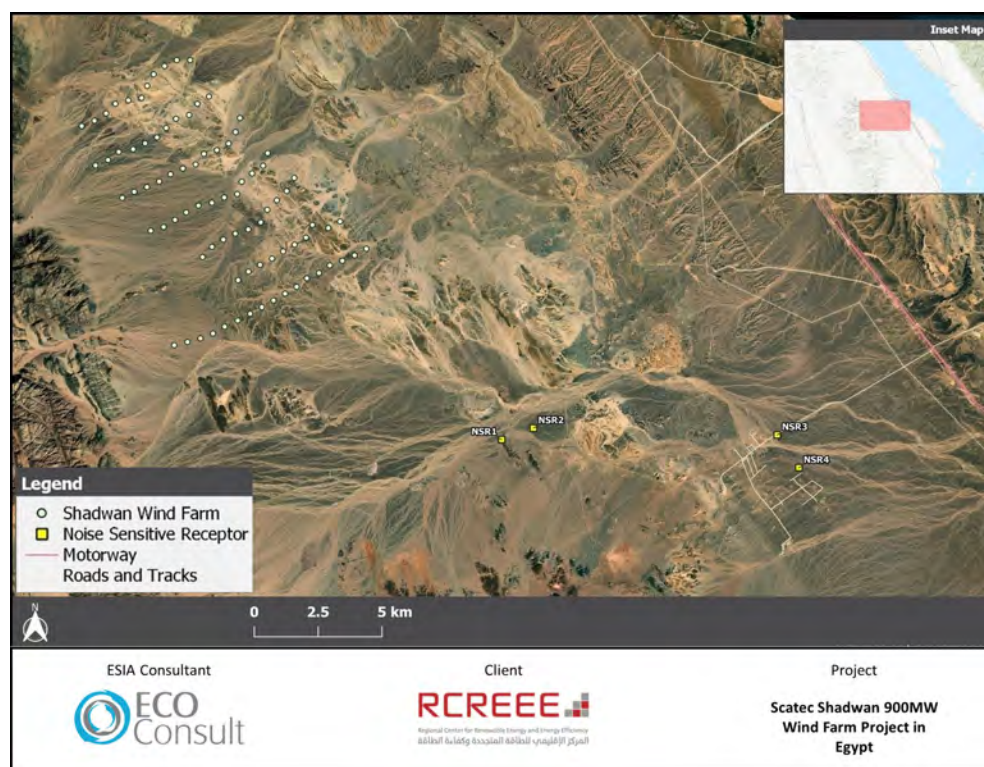 Inset Map
NSR1
NSR2
NSR3
NSR4
Legend
Shadwan Wind Farm
Noise Sensitive Receptor
Motorway
Roads and Tracks
N
0 2.5 5 km
ESIA Consultant
ECO
Consult
Client
RCREEE
Regional Center for Renewable Energy and Energy Efficiency
المركز الإقليمي للطاقة المتجددة وكفاءة الطاقة
Project
Scatec Shadwan 900MW
Wind Farm Project in
Egypt